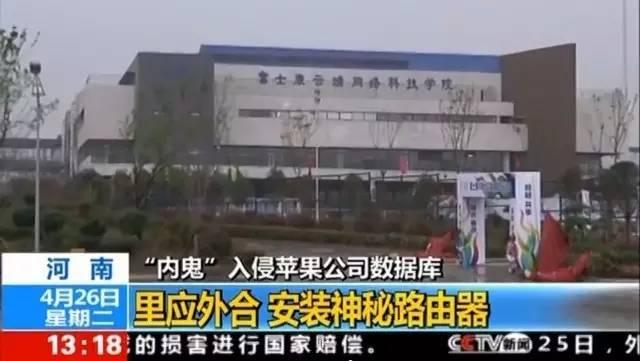 富士康云端网络科技学院
河南
"内鬼"入侵苹果公司数据库
4月26日
星期二
里应外合 安装神秘路由器
13:18
的损害进行国家赔偿。
CCTV新闻
25日，外